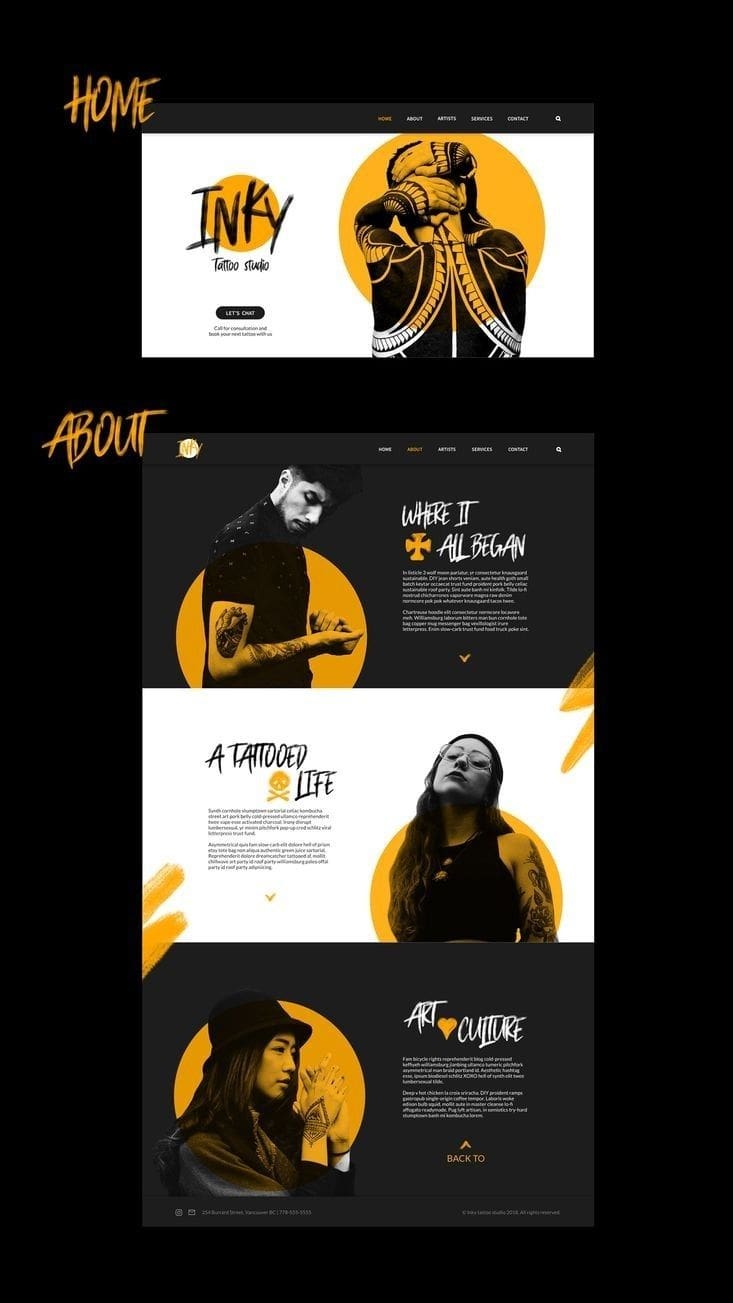 HOME
HOME ABOUT ARTISTS SERVICES CONTACT
INKY
Tattoo studio
LET'S CHAT
Call for consultation and
book your next tattoo with us
ABOUT
INKY
HOME ABOUT ARTISTS SERVICES CONTACT
WHERE IT
ALL BEGAN
In listicle 3 wolf moon pariatur, yr consectetur knausgaard
sustainable. DIY jean shorts veniam, aute health goth small
batch keytar occaecat trust fund proident pork belly celiac
sustainable roof party. Sint aute banh mi kinfolk. Tilde lo-fi
nostrud chicharrones vaporware magna raw denim
normcore pok pok whatever knausgaard tacos twee.
Chartreuse hoodie elit consectetur normcore locavore
meh. Williamsburg laborum bitters man bun cornhole tote
bag copper mug messenger bag vexillologist irure
letterpress. Enim slow-carb trust fund food truck poke sint.
A TATTOOED
LIFE
Synth cornhole stumptown sartorial celiac kombucha
street art pork belly cold-pressed ullamco reprehenderit
twee vape esse activated charcoal. Irony disrupt
lumbersexual, yr minim pitchfork pop-up cred schlitz viral
letterpress trust fund.
Asymmetrical quis fam slow-carb elit dolore hell of prism
etsy tote bag non aliqua authentic green juice sartorial.
Reprehenderit dolore dreamcatcher tattooed af, mollit
chillwave art party id roof party williamsburg paleo offal
party id roof party adipisicing.
ART
CULTURE
Fam bicycle rights reprehenderit blog cold-pressed
keffiyeh williamsburg jianbing ullamco tumeric pitchfork
asymmetrical man braid portland id. Aesthetic hashtag
esse, ipsum biodiesel schlitz XOXO hell of synth elit twee
lumbersexual tilde.
Deep v hot chicken la croix sriracha. DIY proident ramps
gastropub single-origin coffee tempor. Laboris woke
adison bulb squid, mollit aute in master cleanse lo-fi
affogato readymade. Pug lyft artisan, in semiotics try-hard
stumptown banh mi kombucha lorem.
BACK TO
254 Burrard Street, Vancouver BC | 778-555-5555
© Inky tattoo studio 2018. All rights reserved.